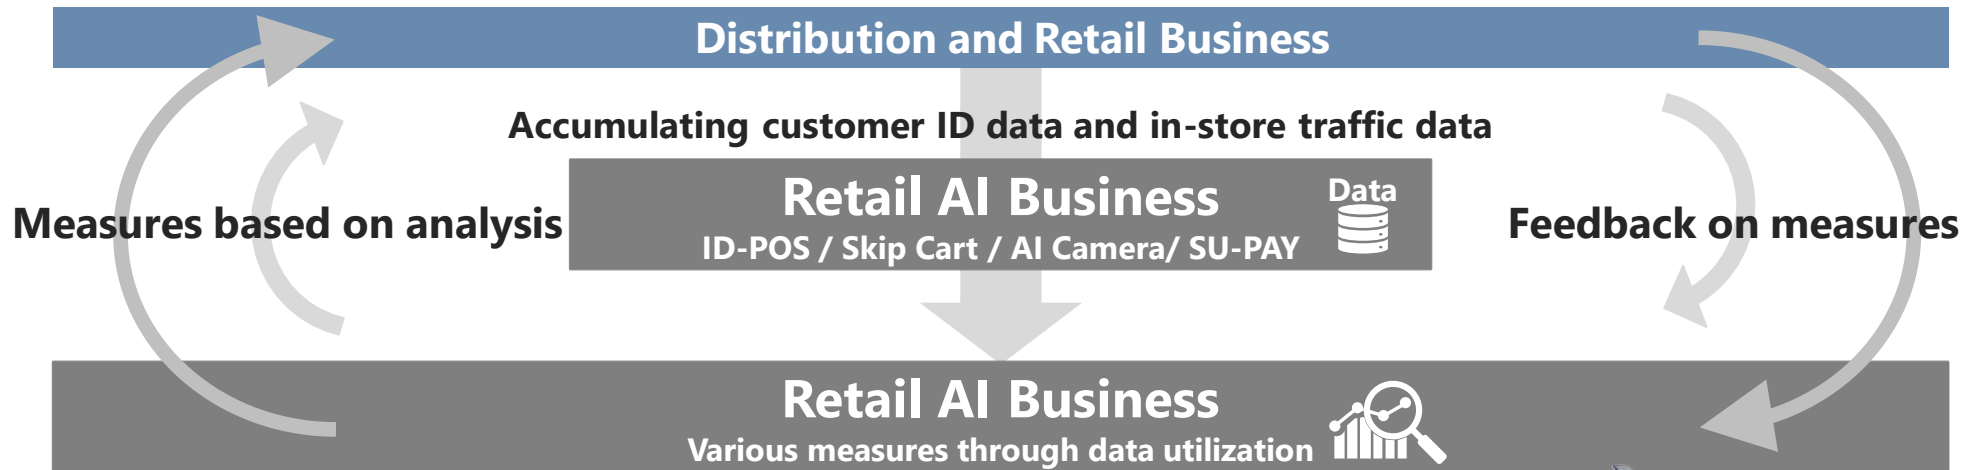 Distribution and Retail Business
Accumulating customer ID data and in-store traffic data
Retail AI Business
Data
ID-POS / Skip Cart / AI Camera/ SU-PAY
Measures based on analysis
Feedback on measures
Retail AI Business
Various measures through data utilization